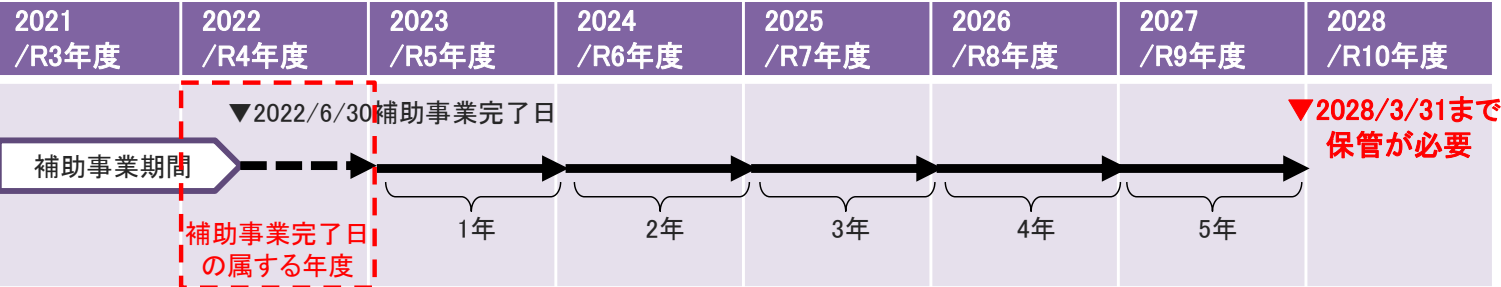 2021
/R3年度
2022
/R4年度
2023
/R5年度
2024
/R6年度
2025
/R7年度
2026
/R8年度
2027
/R9年度
2028
/R10年度
▼2022/6/30補助事業完了日
▼2028/3/31まで
保管が必要
補助事業期間
1年
2年
3年
4年
5年
補助事業完了日
の属する年度